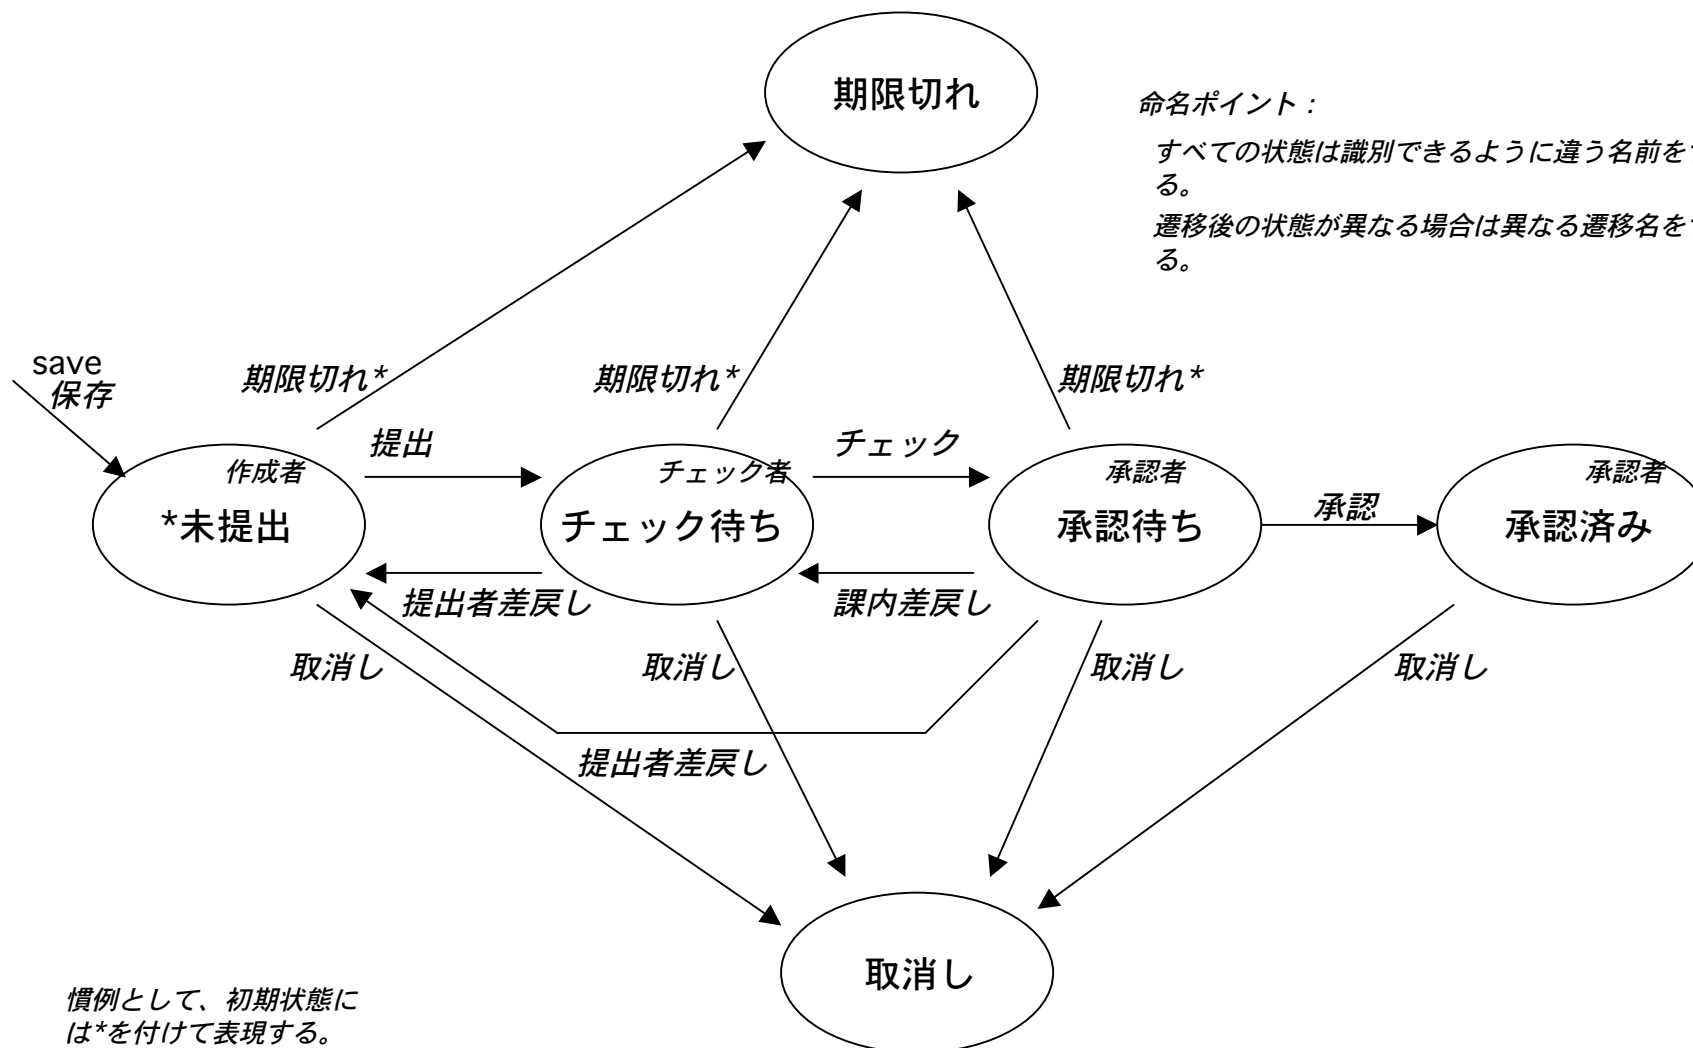 期限切れ
命名ポイント：
すべての状態は識別できるように違う名前を
る。
遷移後の状態が異なる場合は異なる遷移名を
る。
save
保存
期限切れ*
期限切れ*
期限切れ*
提出
チェック
作成者
*未提出
チェック者
チェック待ち
承認者
承認待ち
承認
承認者
承認済み
提出者差戻し
課内差戻し
取消し
取消し
取消し
取消し
提出者差戻し
取消し
慣例として、初期状態に
は*を付けて表現する。